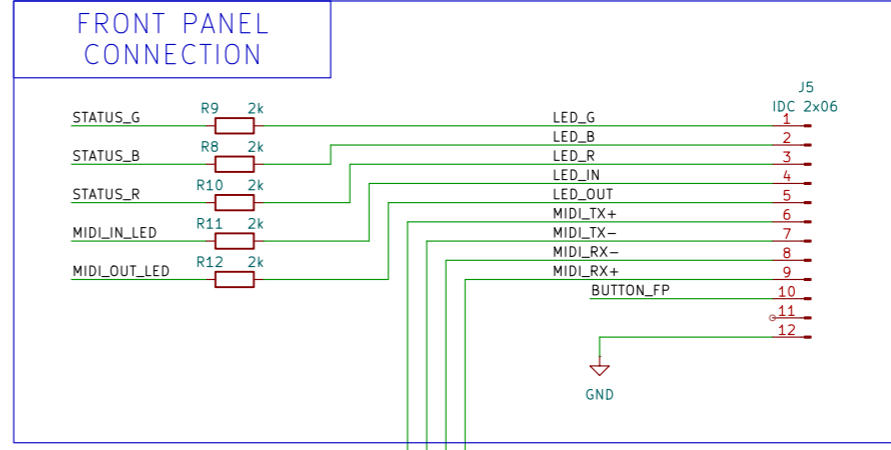 FRONT PANEL
CONNECTION
J5
IDC 2x06
STATUS_G R9 2k LED_G 1
STATUS_B R8 2k LED_B 2
STATUS_R R10 2k LED_R 3
MIDI_IN_LED R11 2k LED_IN 4
MIDI_OUT_LED R12 2k LED_OUT 5
MIDI_TX+ 6
MIDI_TX- 7
MIDI_RX- 8
MIDI_RX+ 9
BUTTON_FP 10
11
12
GND